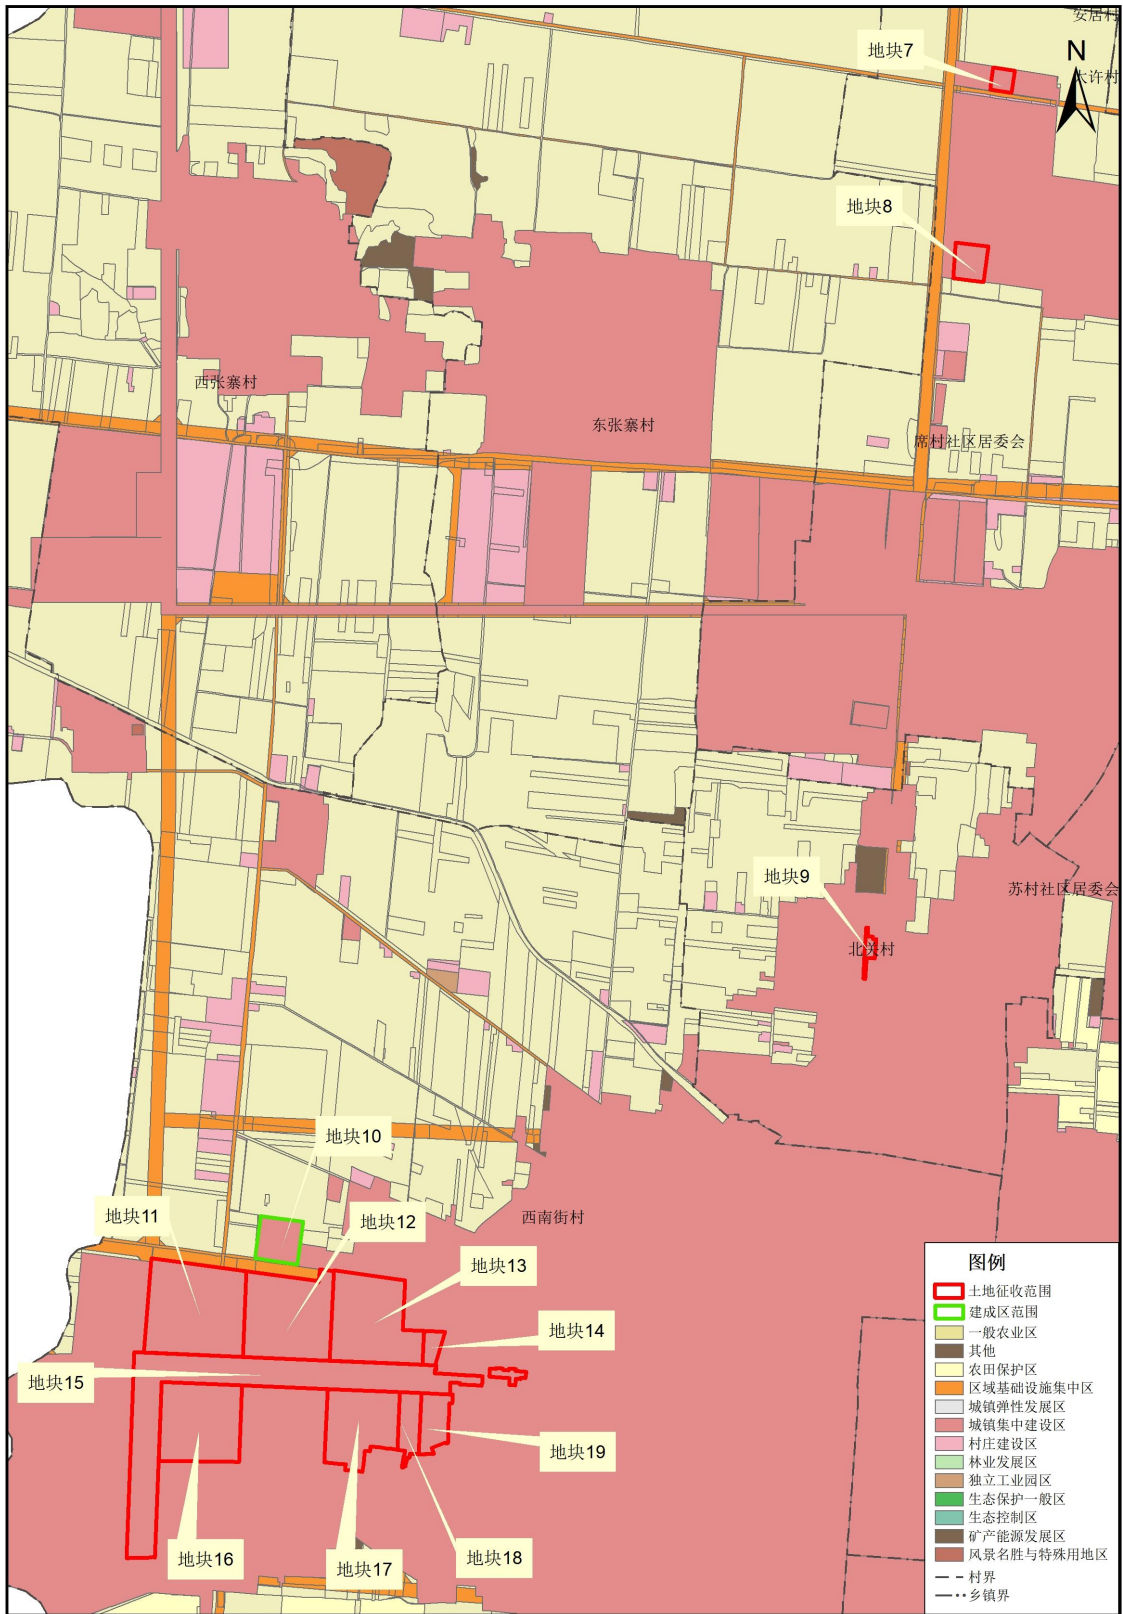 安居村
地块7
N
大许村
地块8
西张寨村
东张寨村
席村社区居委会
地块9
苏村社区居委会
北关村
地块10
地块11
地块12
西南街村
地块13
地块14
地块15
地块19
地块16
地块17
地块18
图例
土地征收范围
建成区范围
一般农业区
其他
农田保护区
区域基础设施集中区
城镇弹性发展区
城镇集中建设区
村庄建设区
林业发展区
独立工业园区
生态保护一般区
生态控制区
矿产能源发展区
风景名胜与特殊用地区
村界
乡镇界